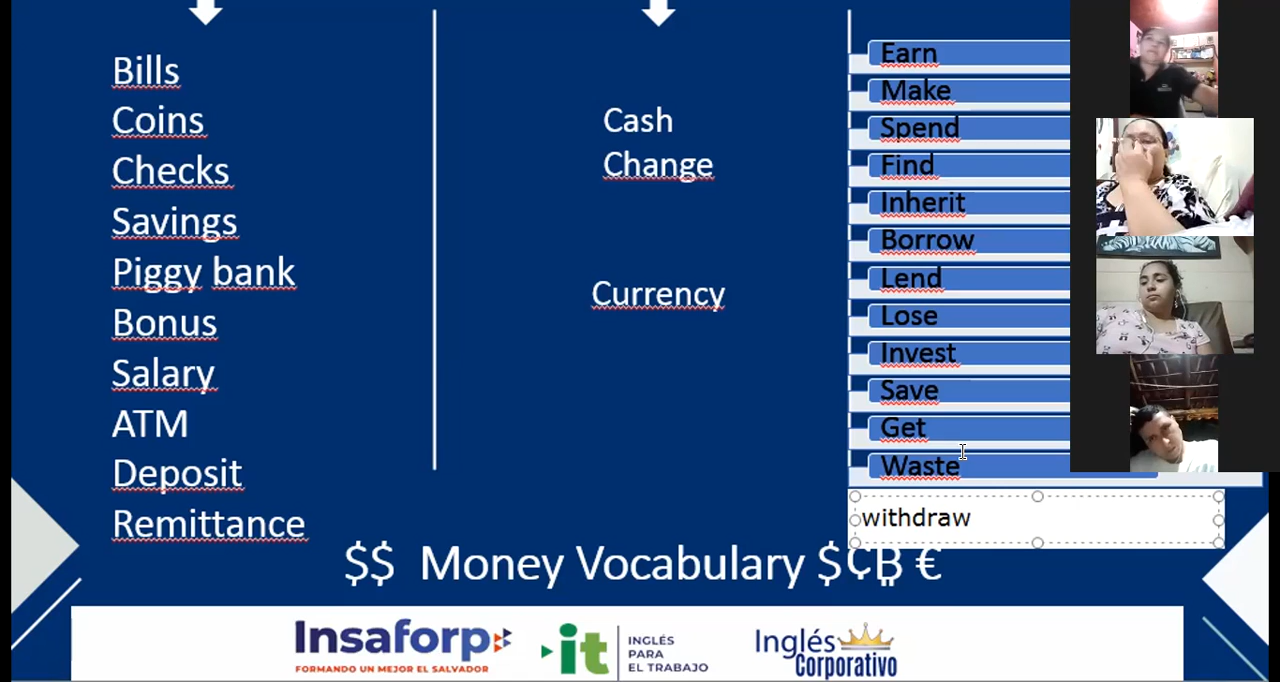 Bills
Coins
Checks
Savings
Piggy bank
Bonus
Salary
ATM
Deposit
Remittance
Cash
Change
Currency
Earn
Make
Spend
Find
Inherit
Borrow
Lend
Lose
Invest
Save
Get
Waste
withdraw
$$ Money Vocabulary $₵₿ €
Insaforp
FORMANDO UN MEJOR EL SALVADOR
it
INGLÉS
PARA
EL TRABAJO
Inglés
Corporativo